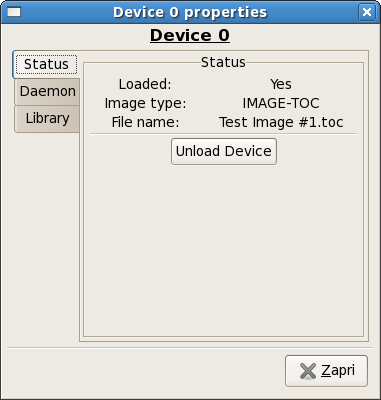 Device 0 properties
Device 0
Status
Daemon
Library
Status
Loaded: Yes
Image type: IMAGE-TOC
File name: Test Image #1.toc
Unload Device
Zapri